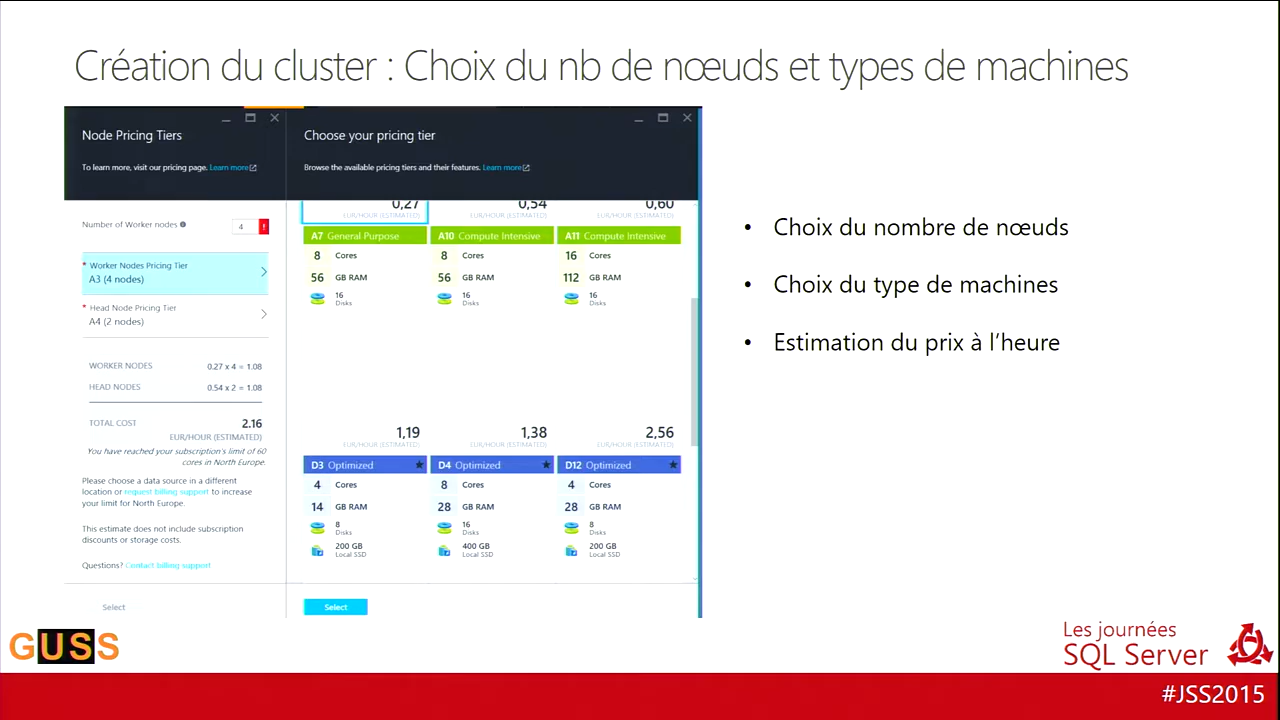 Création du cluster : Choix du nb de nœuds et types de machines
Node Pricing Tiers
To learn more, visit our pricing page. Learn more
Number of Worker nodes
4
!
* Worker Nodes Pricing Tier
A3 (4 nodes)
* Head Node Pricing Tier
A4 (2 nodes)
WORKER NODES 0.27 x 4 = 1.08
HEAD NODES 0.54 x 2 = 1.08
TOTAL COST 2.16
EUR/HOUR (ESTIMATED)
You have reached your subscription's limit of 60
cores in North Europe.
Please choose a data source in a different
location or request billing support to increase
your limit for North Europe.
This estimate does not include subscription
discounts or storage costs.
Questions? Contact billing support
Select
Choose your pricing tier
Browse the available pricing tiers and their features. Learn more
0,27 0,54 0,60
EUR/HOUR (ESTIMATED) EUR/HOUR (ESTIMATED) EUR/HOUR (ESTIMATED)
A7 General Purpose A10 Compute Intensive A11 Compute Intensive
8 Cores 8 Cores 16 Cores
56 GB RAM 56 GB RAM 112 GB RAM
16 16 16
Disks Disks Disks
1,19 1,38 2,56
EUR/HOUR (ESTIMATED) EUR/HOUR (ESTIMATED) EUR/HOUR (ESTIMATED)
D3 Optimized D4 Optimized D12 Optimized
4 Cores 8 Cores 4 Cores
14 GB RAM 28 GB RAM 28 GB RAM
8 16 8
Disks Disks Disks
200 GB 400 GB 200 GB
Local SSD Local SSD Local SSD
Select
• Choix du nombre de nœuds
• Choix du type de machines
• Estimation du prix à l'heure
GUSS
Les journées
SQL Server
#JSS2015